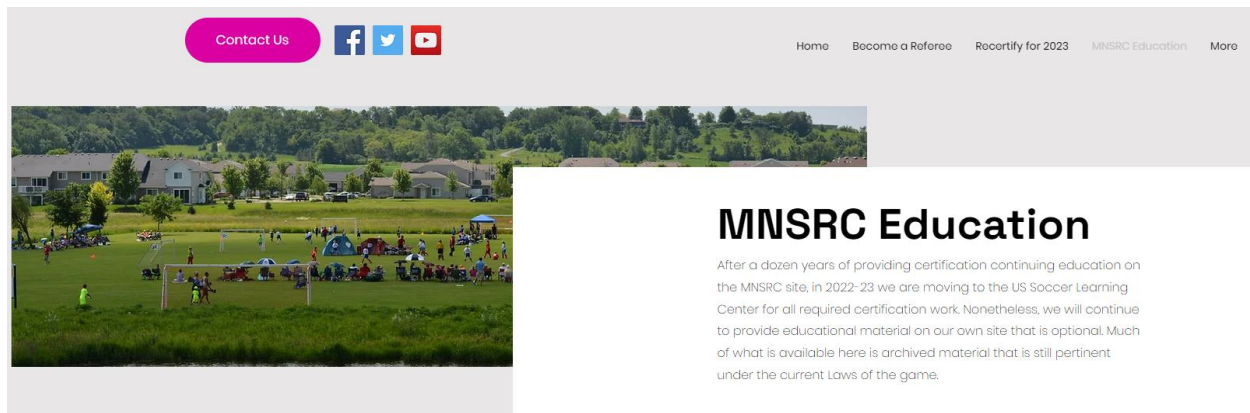 Contact Us
Home Become a Referee Recertify for 2023 MNSRC Education More
MNSRC Education
After a dozen years of providing certification continuing education on
the MNSRC site, in 2022-23 we are moving to the US Soccer Learning
Center for all required certification work. Nonetheless, we will continue
to provide educational material on our own site that is optional. Much
of what is available here is archived material that is still pertinent
under the current Laws of the game.